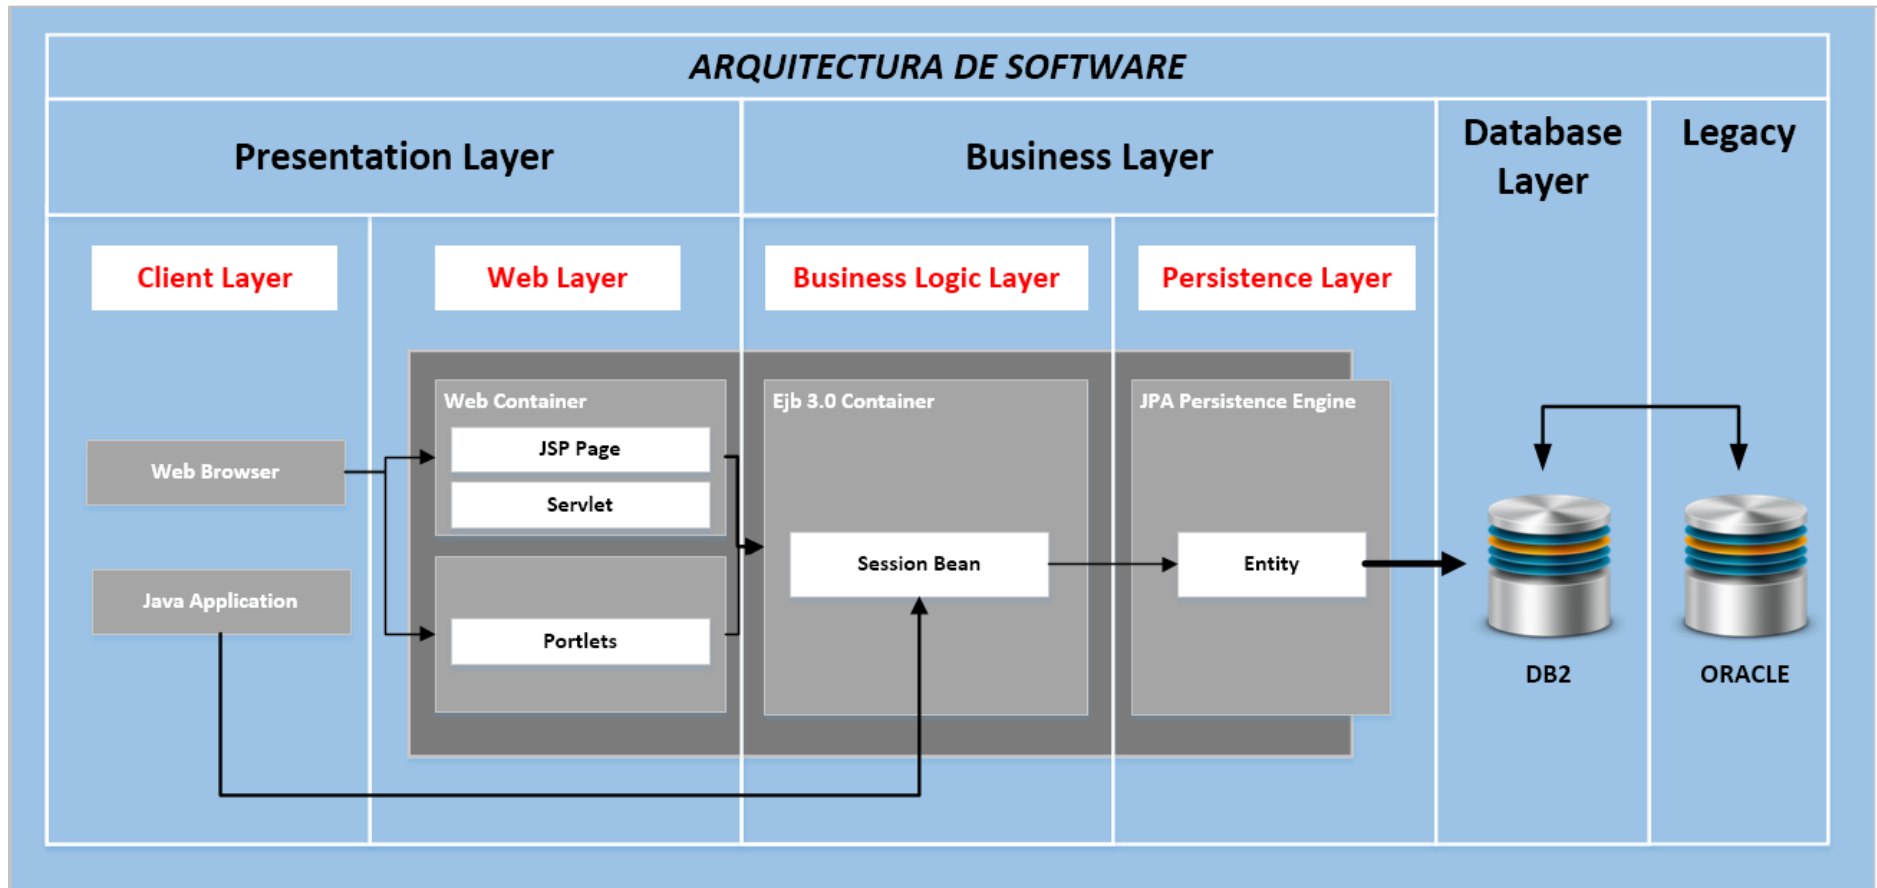 ARQUITECTURA DE SOFTWARE
Presentation Layer
Business Layer
Database
Layer
Legacy
Client Layer
Web Layer
Business Logic Layer
Persistence Layer
Web Container
JSP Page
Servlet
Portlets
Ejb 3.0 Container
Session Bean
JPA Persistence Engine
Entity
Web Browser
Java Application
DB2
ORACLE